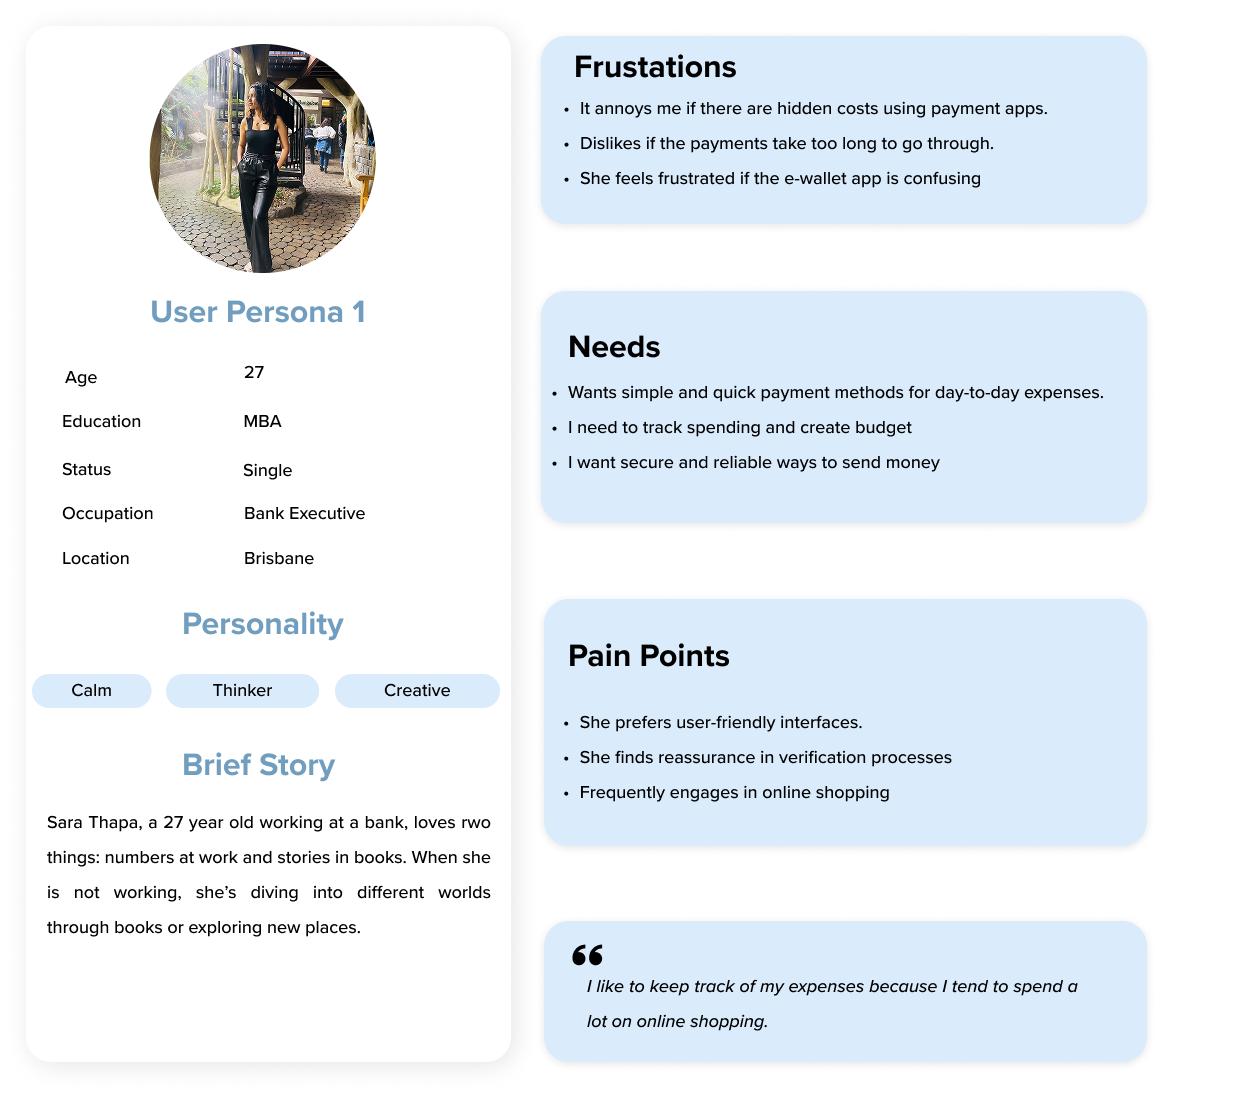 User Persona 1
Age 27
Education MBA
Status Single
Occupation Bank Executive
Location Brisbane
Personality
Calm Thinker Creative
Brief Story
Sara Thapa, a 27 year old working at a bank, loves rwo
things: numbers at work and stories in books. When she
is not working, she’s diving into different worlds
through books or exploring new places.
Frustations
• It annoys me if there are hidden costs using payment apps.
• Dislikes if the payments take too long to go through.
• She feels frustrated if the e-wallet app is confusing
Needs
• Wants simple and quick payment methods for day-to-day expenses.
• I need to track spending and create budget
• I want secure and reliable ways to send money
Pain Points
• She prefers user-friendly interfaces.
• She finds reassurance in verification processes
• Frequently engages in online shopping
“
I like to keep track of my expenses because I tend to spend a
lot on online shopping.